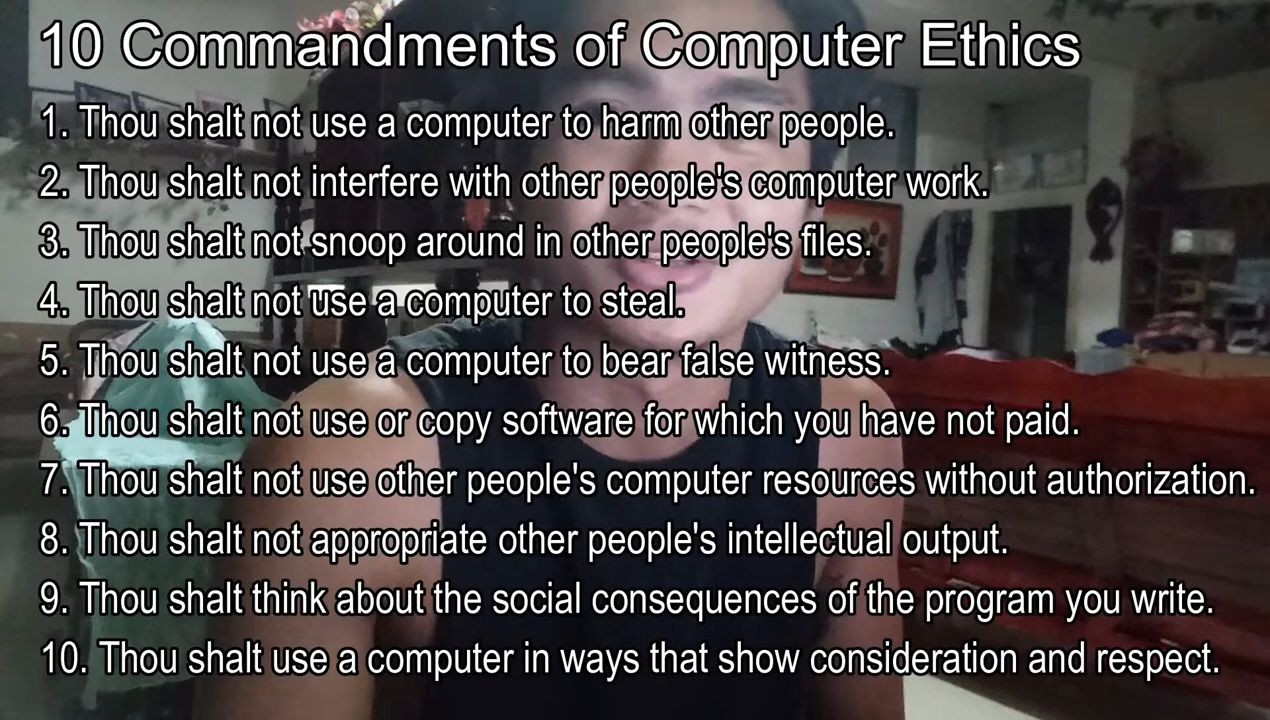 10 Commandments of Computer Ethics
1. Thou shalt not use a computer to harm other people.
2. Thou shalt not interfere with other people's computer work.
3. Thou shalt not snoop around in other people's files.
4. Thou shalt not use a computer to steal.
5. Thou shalt not use a computer to bear false witness.
6. Thou shalt not use or copy software for which you have not paid.
7. Thou shalt not use other people's computer resources without authorization.
8. Thou shalt not appropriate other people's intellectual output.
9. Thou shalt think about the social consequences of the program you write.
10. Thou shalt use a computer in ways that show consideration and respect.